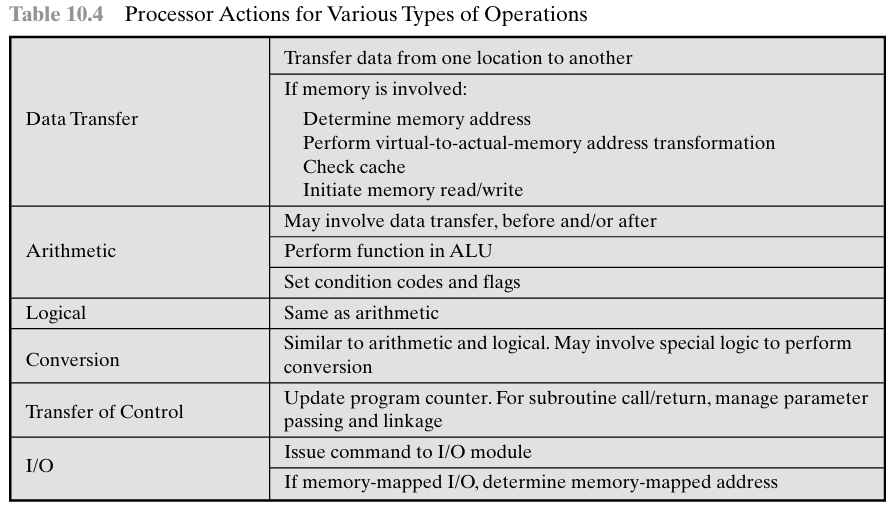 Table 10.4 Processor Actions for Various Types of Operations
Data Transfer
Transfer data from one location to another
If memory is involved:
Determine memory address
Perform virtual-to-actual-memory address transformation
Check cache
Initiate memory read/write
Arithmetic
May involve data transfer, before and/or after
Perform function in ALU
Set condition codes and flags
Logical
Same as arithmetic
Conversion
Similar to arithmetic and logical. May involve special logic to perform
conversion
Transfer of Control
Update program counter. For subroutine call/return, manage parameter
passing and linkage
I/O
Issue command to I/O module
If memory-mapped I/O, determine memory-mapped address